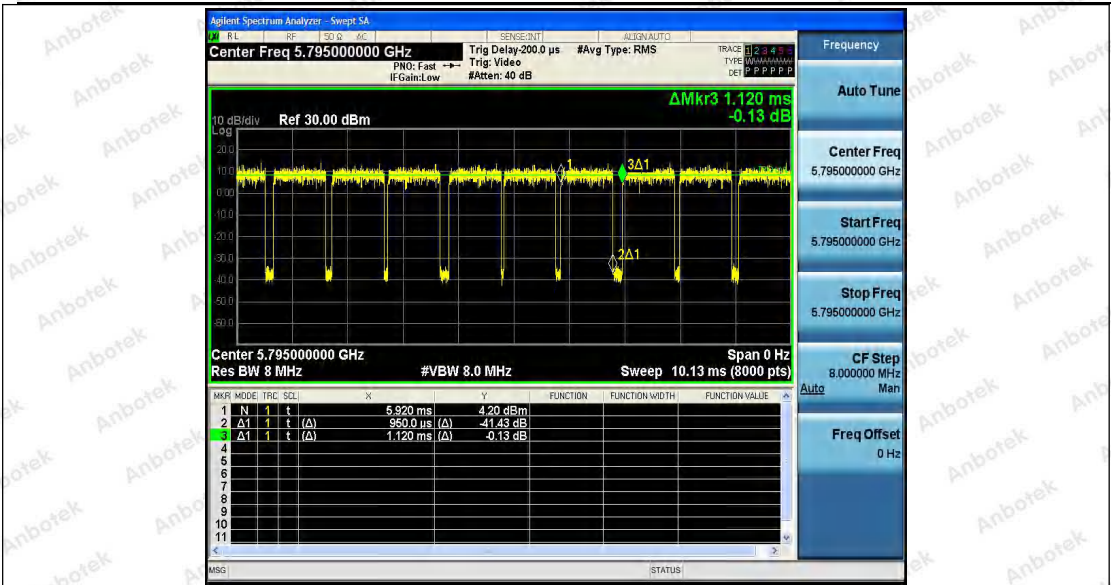 Agilent Spectrum Analyzer - Swept SA
RL RF 50 Ω AC SENSE:INT ALIGNAUTO
Center Freq 5.795000000 GHz
PNO: Fast
IFGain:Low
Trig Delay-200.0 µs
Trig: Video
#Atten: 40 dB
#Avg Type: RMS
TRACE 1 2 3 4 5 6
TYPE
DET P P P P P P
ΔMkr3 1.120 ms
-0.13 dB
10 dB/div Ref 30.00 dBm
Log
20.0
10.0
0.00
-10.0
-20.0
-30.0
-40.0
-50.0
-60.0
1
3Δ1
2Δ1
Center 5.795000000 GHz Span 0 Hz
Res BW 8 MHz #VBW 8.0 MHz Sweep 10.13 ms (8000 pts)
MKR MODE TRC SCL X Y FUNCTION FUNCTION WIDTH FUNCTION VALUE
1 N 1 t 5.920 ms 4.20 dBm
2 Δ1 1 t (Δ) 950.0 µs (Δ) -41.43 dB
3 Δ1 1 t (Δ) 1.120 ms (Δ) -0.13 dB
4
5
6
7
8
9
10
11
MSG STATUS
Frequency
Auto Tune
Center Freq
5.795000000 GHz
Start Freq
5.795000000 GHz
Stop Freq
5.795000000 GHz
CF Step
8.000000 MHz
Auto Man
Freq Offset
0 Hz
Anbotek